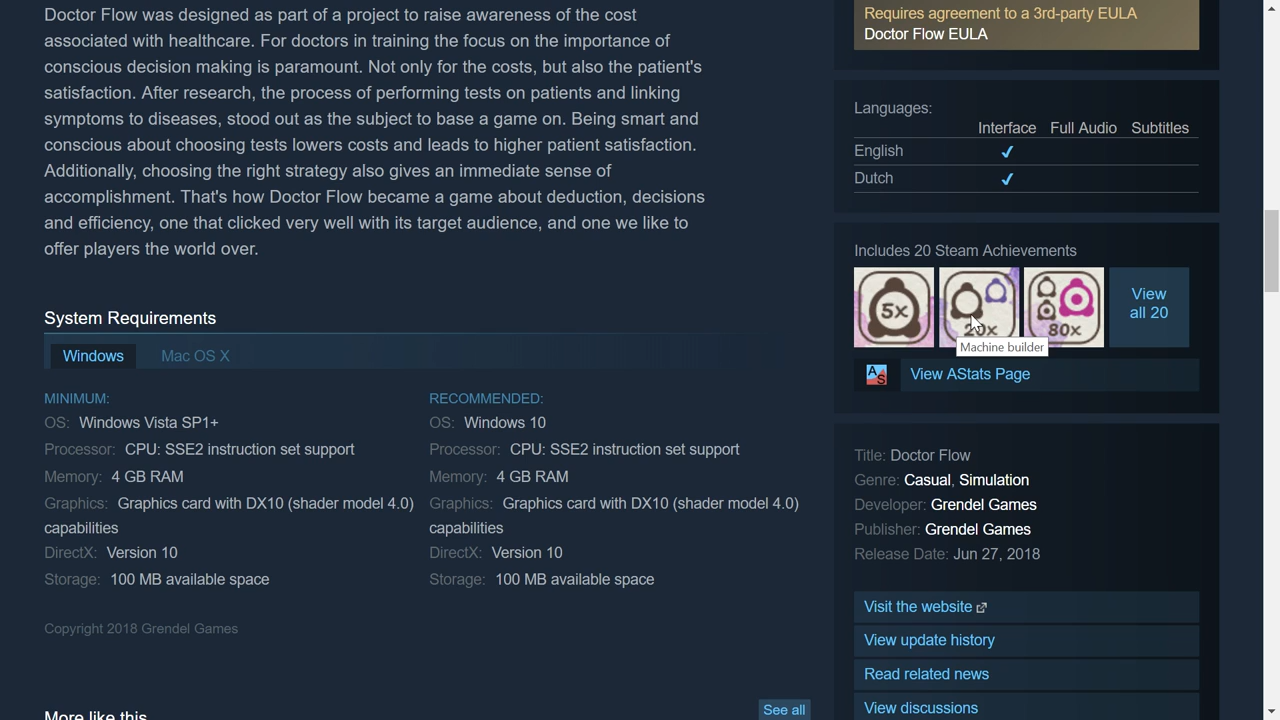 Doctor Flow was designed as part of a project to raise awareness of the cost
associated with healthcare. For doctors in training the focus on the importance of
conscious decision making is paramount. Not only for the costs, but also the patient's
satisfaction. After research, the process of performing tests on patients and linking
symptoms to diseases, stood out as the subject to base a game on. Being smart and
conscious about choosing tests lowers costs and leads to higher patient satisfaction.
Additionally, choosing the right strategy also gives an immediate sense of
accomplishment. That's how Doctor Flow became a game about deduction, decisions
and efficiency, one that clicked very well with its target audience, and one we like to
offer players the world over.
System Requirements
Windows Mac OS X
MINIMUM:
OS: Windows Vista SP1+
Processor: CPU: SSE2 instruction set support
Memory: 4 GB RAM
Graphics: Graphics card with DX10 (shader model 4.0)
capabilities
DirectX: Version 10
Storage: 100 MB available space
RECOMMENDED:
OS: Windows 10
Processor: CPU: SSE2 instruction set support
Memory: 4 GB RAM
Graphics: Graphics card with DX10 (shader model 4.0)
capabilities
DirectX: Version 10
Storage: 100 MB available space
Copyright 2018 Grendel Games
More like this
See all
Requires agreement to a 3rd-party EULA
Doctor Flow EULA
Languages:
Interface Full Audio Subtitles
English ✔
Dutch ✔
Includes 20 Steam Achievements
5x
20x
80x
View
all 20
Machine builder
AS View AStats Page
Title: Doctor Flow
Genre: Casual, Simulation
Developer: Grendel Games
Publisher: Grendel Games
Release Date: Jun 27, 2018
Visit the website
View update history
Read related news
View discussions